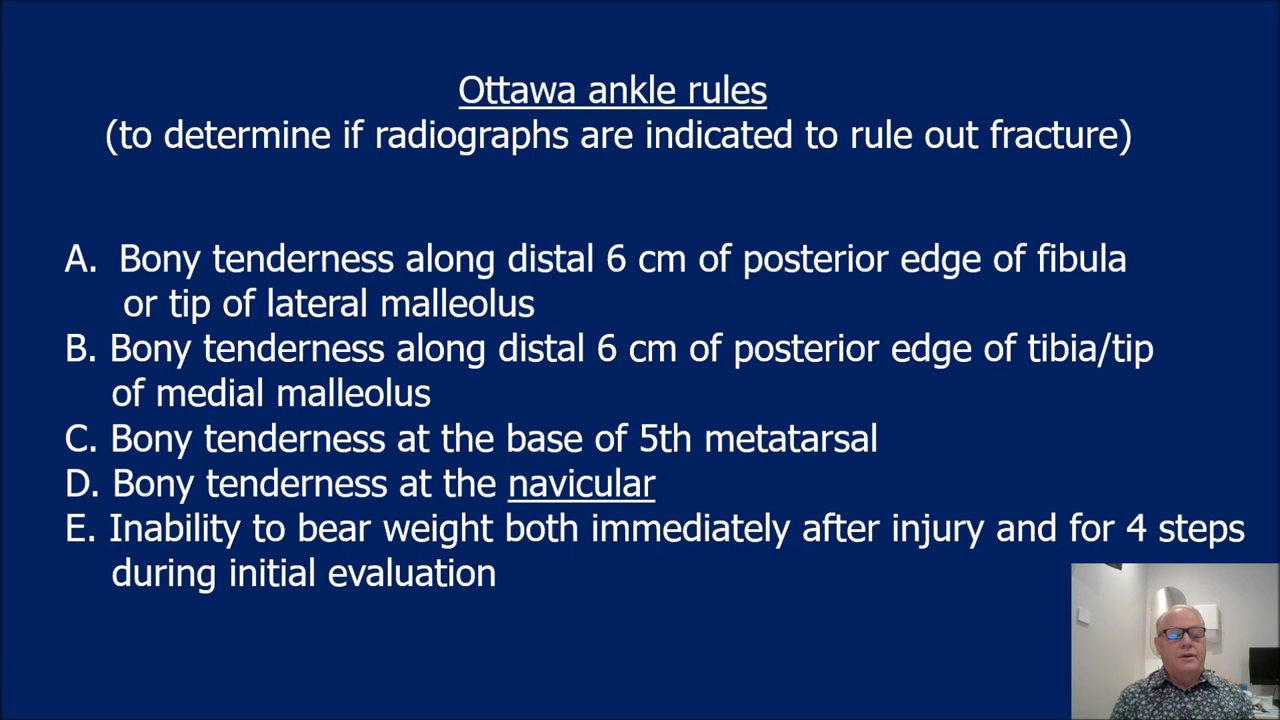 Ottawa ankle rules
(to determine if radiographs are indicated to rule out fracture)
A. Bony tenderness along distal 6 cm of posterior edge of fibula
or tip of lateral malleolus
B. Bony tenderness along distal 6 cm of posterior edge of tibia/tip
of medial malleolus
C. Bony tenderness at the base of 5th metatarsal
D. Bony tenderness at the navicular
E. Inability to bear weight both immediately after injury and for 4 steps
during initial evaluation